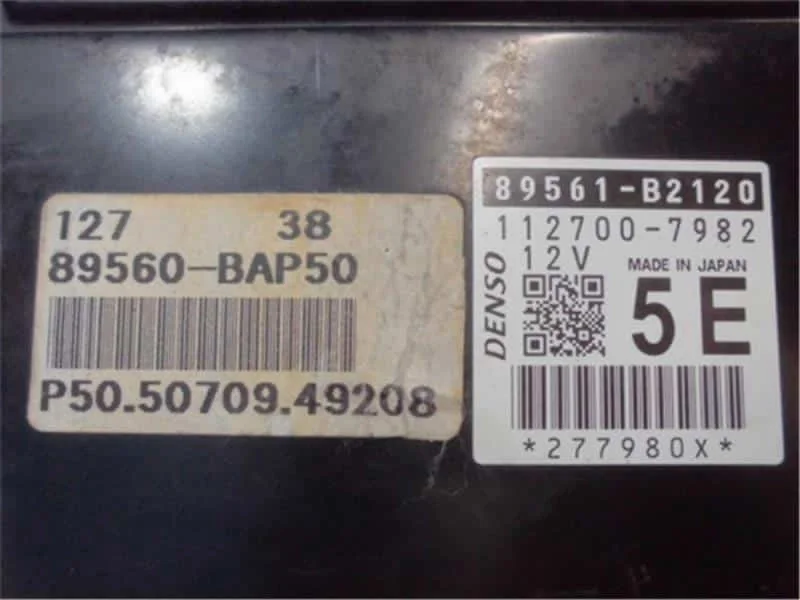 127 38
89560-BAP50
P50.50709.49208
89561-B2120
112700-7982
12V
MADE IN JAPAN
DENSO
5E
*277980X*